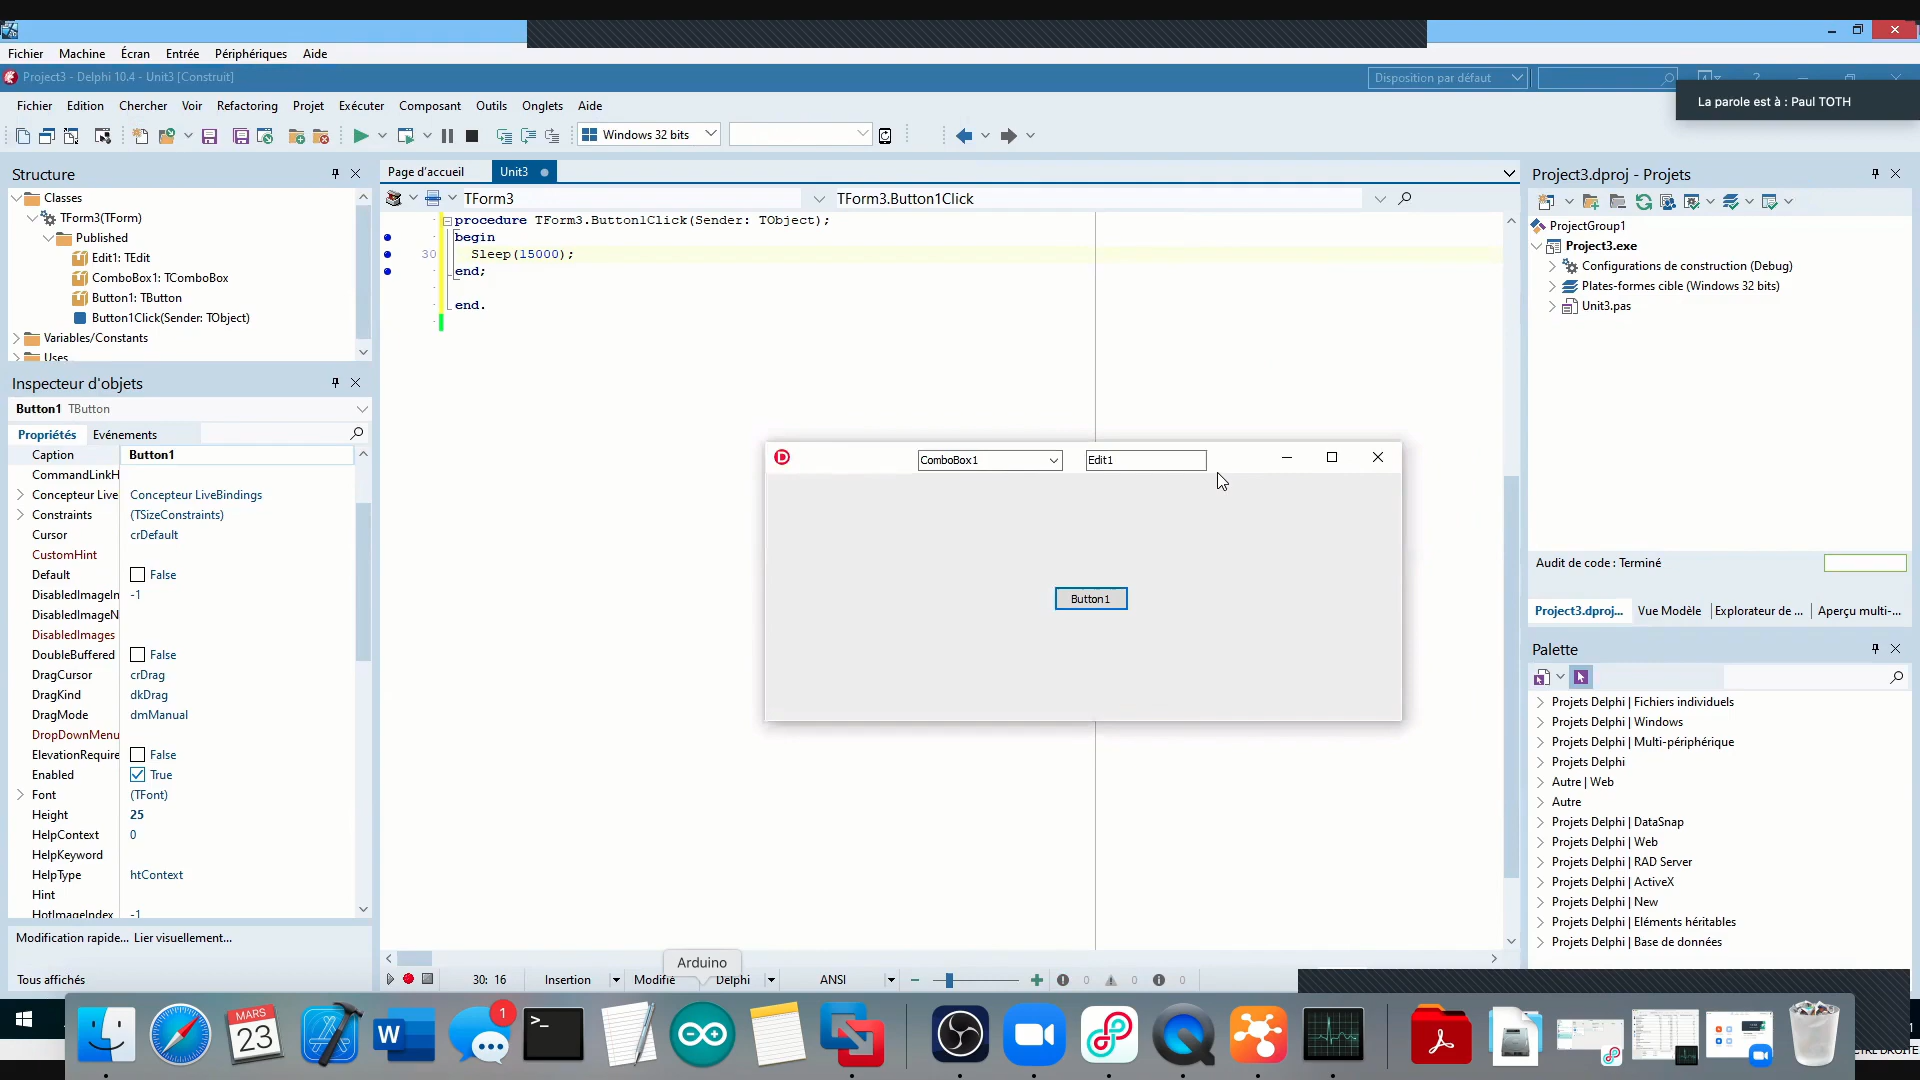 Fichier Machine Écran Entrée Périphériques Aide
Project3 - Delphi 10.4 - Unit3 [Construit]
Disposition par défaut
La parole est à : Paul TOTH
Fichier Edition Chercher Voir Refactoring Projet Exécuter Composant Outils Onglets Aide
Windows 32 bits
Structure
Classes
TForm3(TForm)
Published
Edit1: TEdit
ComboBox1: TComboBox
Button1: TButton
Button1Click(Sender: TObject)
Variables/Constants
Uses
Inspecteur d'objets
Button1 TButton
Propriétés Evénements
Caption Button1
CommandLinkH
Concepteur Live Concepteur LiveBindings
Constraints (TSizeConstraints)
Cursor crDefault
CustomHint
Default False
DisabledImageIn -1
DisabledImageN
DisabledImages
DoubleBuffered False
DragCursor crDrag
DragKind dkDrag
DragMode dmManual
DropDownMenu
ElevationRequire False
Enabled True
Font (TFont)
Height 25
HelpContext 0
HelpKeyword
HelpType htContext
Hint
HotImageIndex -1
Modification rapide... Lier visuellement...
Tous affichés
Page d'accueil Unit3
TForm3 TForm3.Button1Click
procedure TForm3.Button1Click(Sender: TObject);
begin
30 Sleep(15000);
end;
end.
ComboBox1 Edit1
Button1
30: 16 Insertion Modifié Delphi ANSI 0 0 0
Arduino
Project3.dproj - Projets
ProjectGroup1
Project3.exe
Configurations de construction (Debug)
Plates-formes cible (Windows 32 bits)
Unit3.pas
Audit de code : Terminé
Project3.dproj... Vue Modèle Explorateur de ... Aperçu multi-...
Palette
Projets Delphi | Fichiers individuels
Projets Delphi | Windows
Projets Delphi | Multi-périphérique
Projets Delphi
Autre | Web
Autre
Projets Delphi | DataSnap
Projets Delphi | Web
Projets Delphi | RAD Server
Projets Delphi | ActiveX
Projets Delphi | New
Projets Delphi | Eléments héritables
Projets Delphi | Base de données
MARS
23
W
1
>_